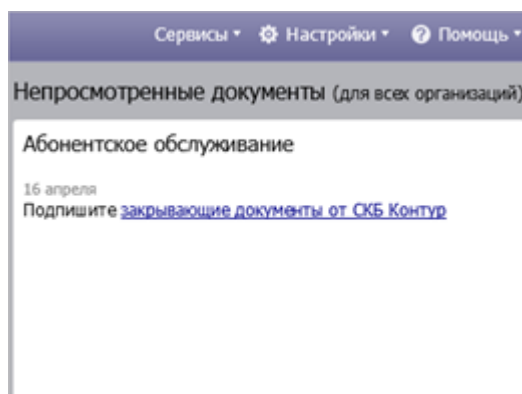 Сервисы Настройки Помощь
Непросмотренные документы (для всех организаций)
Абонентское обслуживание
16 апреля
Подпишите закрывающие документы от СКБ Контур